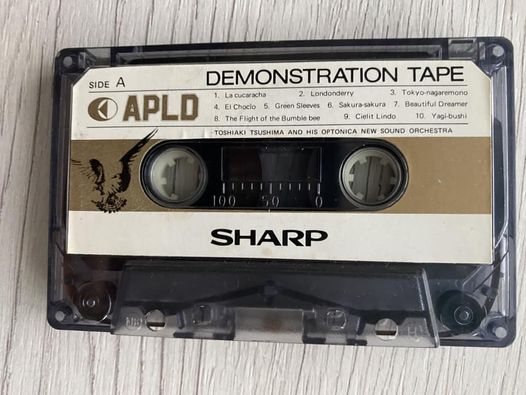 SIDE A
DEMONSTRATION TAPE
APLD
1. La cucaracha 2. Londonderry 3. Tokyo-nagaremono
4. El Choclo 5. Green Sleeves 6. Sakura-sakura 7. Beautiful Dreamer
8. The Flight of the Bumble bee 9. Cielit Lindo 10. Yagi-bushi
TOSHIAKI TSUSHIMA AND HIS OPTONICA NEW SOUND ORCHESTRA
100 50 0
SHARP